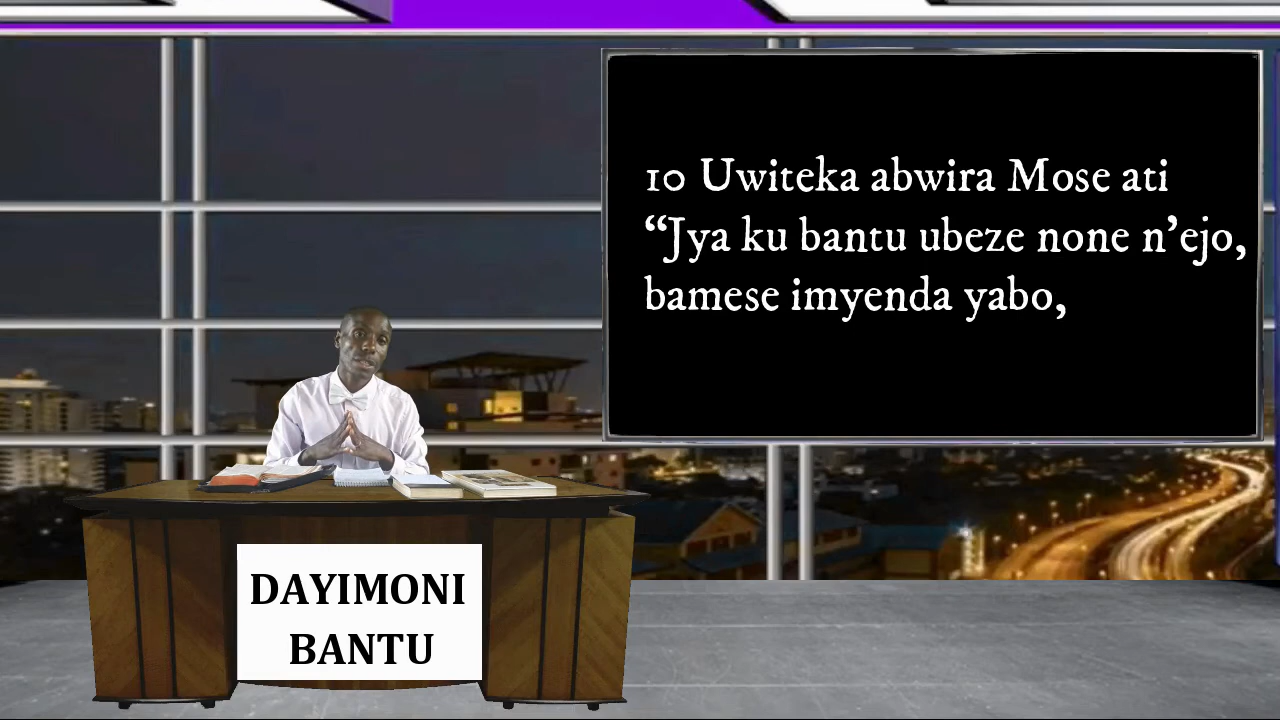 10 Uwiteka abwira Mose ati
“Jya ku bantu ubeze none n’ejo,
bamese imyenda yabo,
DAYIMONI
BANTU